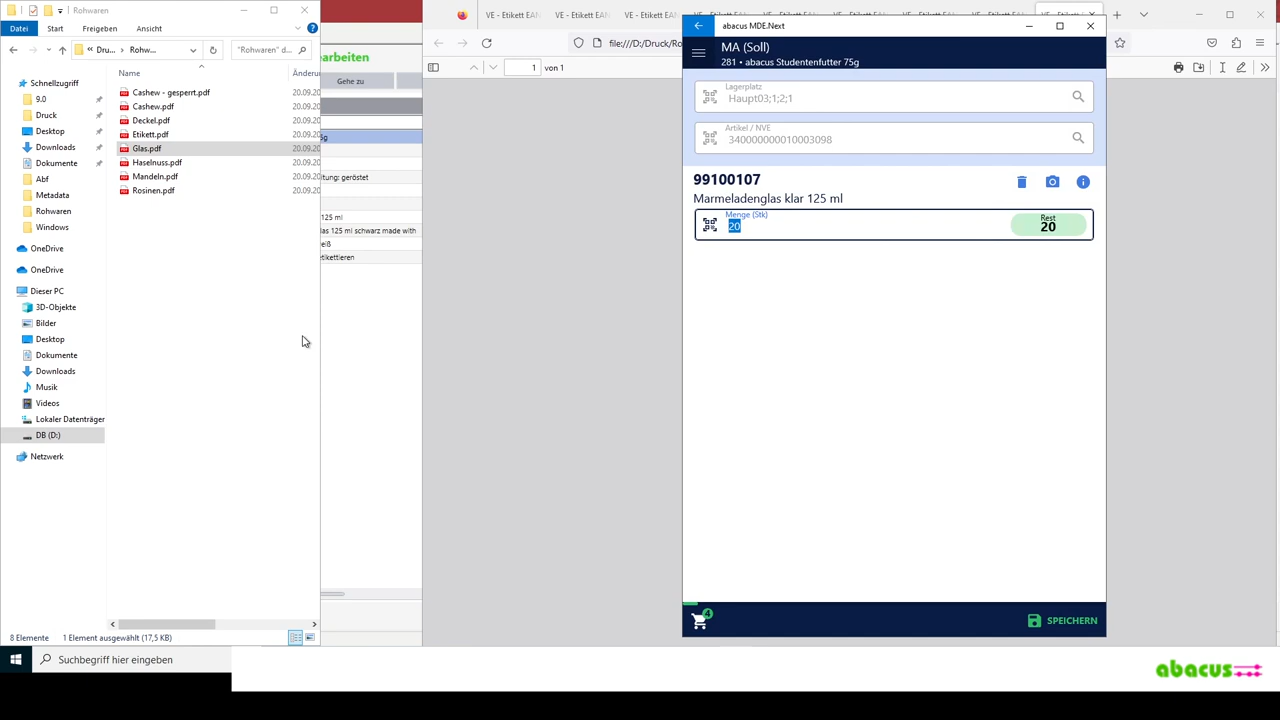 Rohwaren
Datei
Start
Freigeben
Ansicht
Dru...
Rohw...
"Rohwaren" d...
Schnellzugriff
9.0
Druck
Desktop
Downloads
Dokumente
Abf
Metadata
Rohwaren
Windows
OneDrive
OneDrive
Dieser PC
3D-Objekte
Bilder
Desktop
Dokumente
Downloads
Musik
Videos
Lokaler Datenträger
DB (D:)
Netzwerk
Name
Änderu
Cashew - gesperrt.pdf
20.09.20
Cashew.pdf
20.09.20
Deckel.pdf
20.09.20
Etikett.pdf
20.09.20
Glas.pdf
20.09.20
Haselnuss.pdf
20.09.20
Mandeln.pdf
20.09.20
Rosinen.pdf
20.09.20
8 Elemente
1 Element ausgewählt (17,5 KB)
Suchbegriff hier eingeben
earbeiten
Gehe zu
itung: geröstet
125 ml
las 125 ml schwarz made with
eiß
tikettieren
VE - Etikett EAN
VE - Etikett EAN
VE - Etikett EAN
file:///D:/Druck/Ro
1
von 1
abacus MDE.Next
MA (Soll)
281 • abacus Studentenfutter 75g
Lagerplatz
Haupt03;1;2;1
Artikel / NVE
340000000010003098
99100107
Marmeladenglas klar 125 ml
Menge (Stk)
20
Rest
20
4
SPEICHERN
abacus